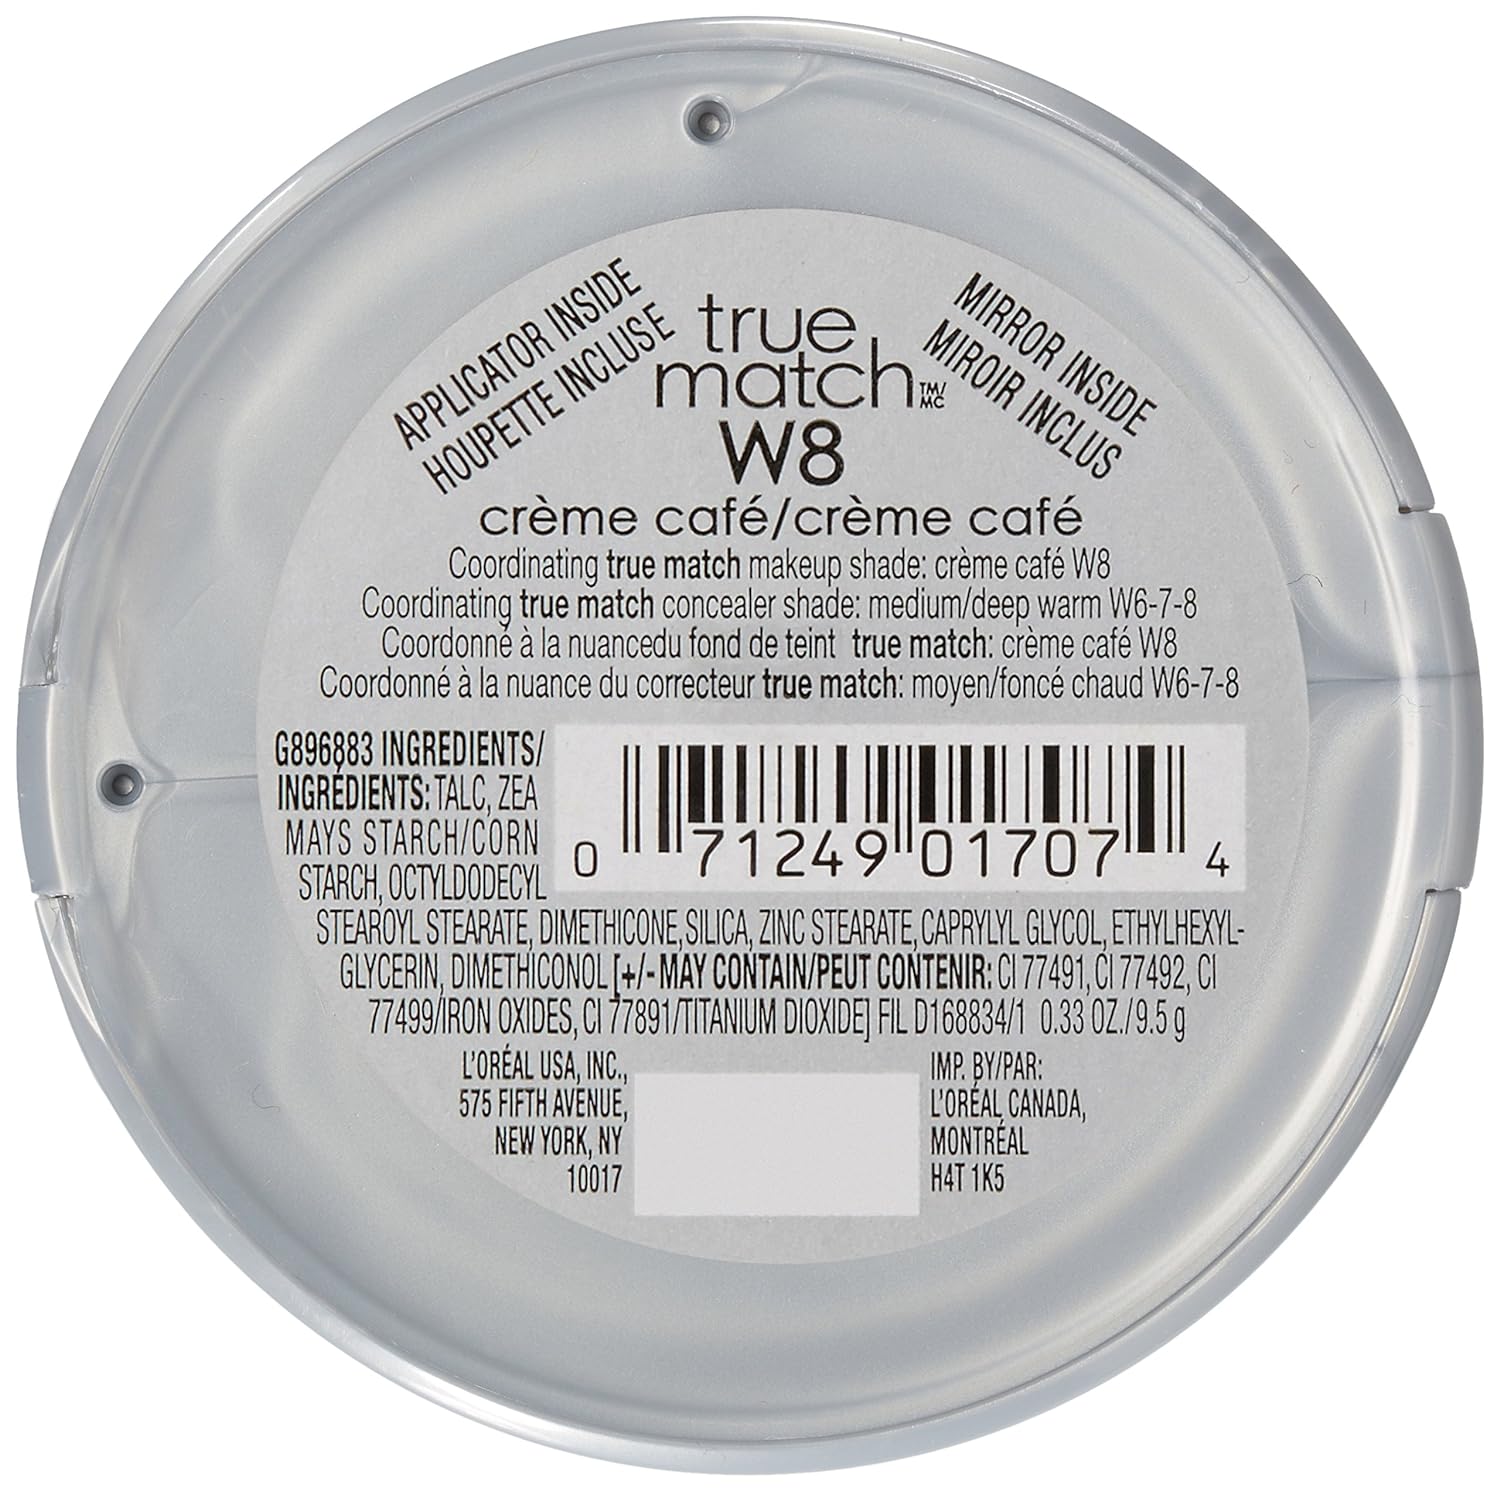 APPLICATOR INSIDE
HOUPETTE INCLUSE
true
match TM/
MC
MIRROR INSIDE
MIROIR INCLUS
W8
crème café/crème café
Coordinating true match makeup shade: crème café W8
Coordinating true match concealer shade: medium/deep warm W6-7-8
Coordonné à la nuancedu fond de teint true match: crème café W8
Coordonné à la nuance du correcteur true match: moyen/foncé chaud W6-7-8
G896883 INGREDIENTS/
INGRÉDIENTS: TALC, ZEA
MAYS STARCH/CORN
STARCH, OCTYLDODECYL
0 71249 01707 4
STEAROYL STEARATE, DIMETHICONE, SILICA, ZINC STEARATE, CAPRYLYL GLYCOL, ETHYLHEXYL-
GLYCERIN, DIMETHICONOL [+/- MAY CONTAIN/PEUT CONTENIR: CI 77491, CI 77492, CI
77499/IRON OXIDES, CI 77891/TITANIUM DIOXIDE] FIL D168834/1 0.33 OZ./9.5 g
L'ORÉAL USA, INC.,
575 FIFTH AVENUE,
NEW YORK, NY
10017
IMP. BY/PAR:
L'ORÉAL CANADA,
MONTRÉAL
H4T 1K5